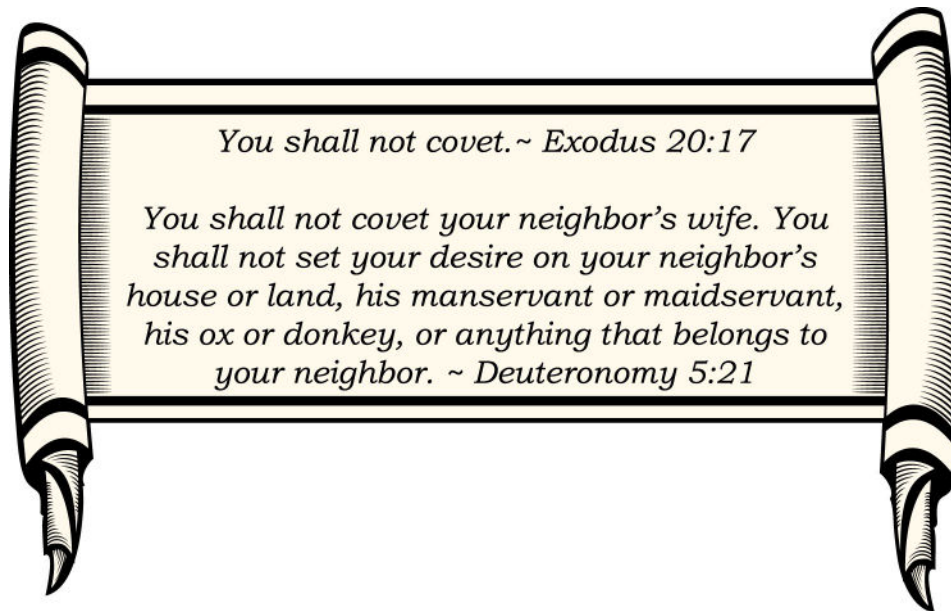 You shall not covet.~ Exodus 20:17
You shall not covet your neighbor’s wife. You
shall not set your desire on your neighbor’s
house or land, his manservant or maidservant,
his ox or donkey, or anything that belongs to
your neighbor. ~ Deuteronomy 5:21